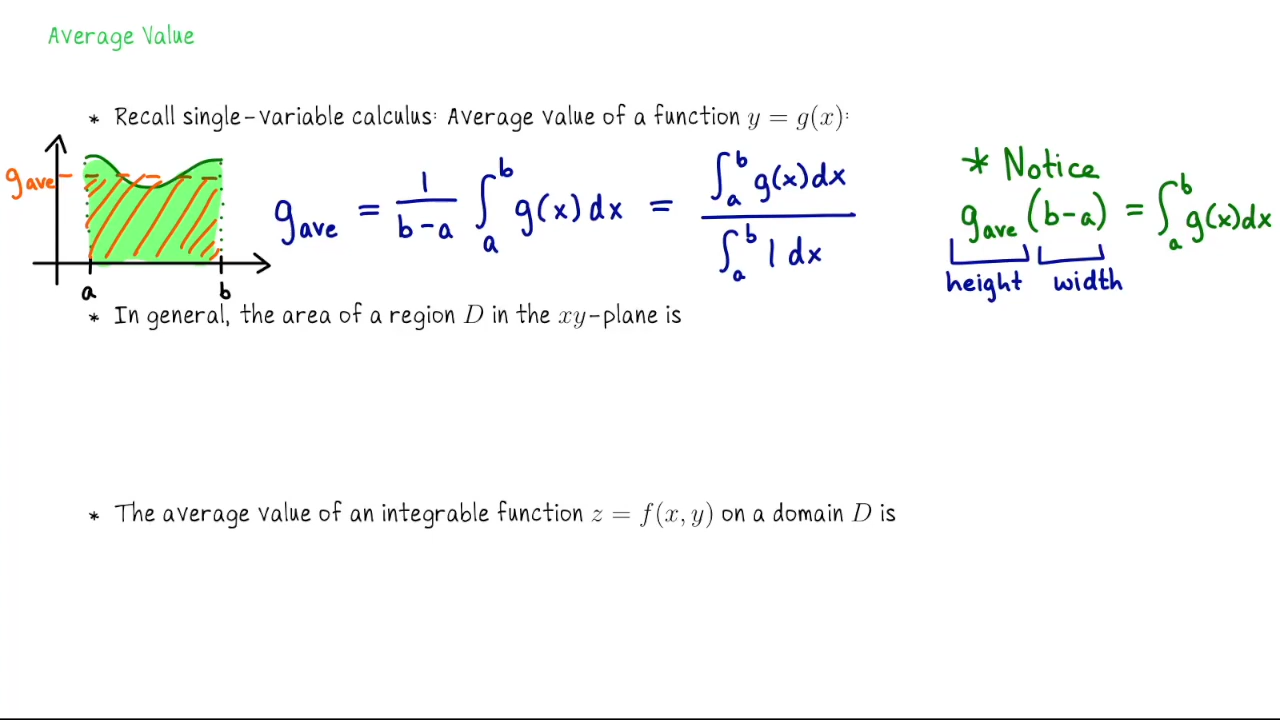 Average Value
* Recall single-variable calculus: Average value of a function y = g(x):
g_ave
a
b
g_ave = 1/(b-a) ∫_a^b g(x) dx = ∫_a^b g(x) dx / ∫_a^b 1 dx
* Notice
g_ave (b-a) = ∫_a^b g(x) dx
height width
* In general, the area of a region D in the xy-plane is
* The average value of an integrable function z = f(x, y) on a domain D is